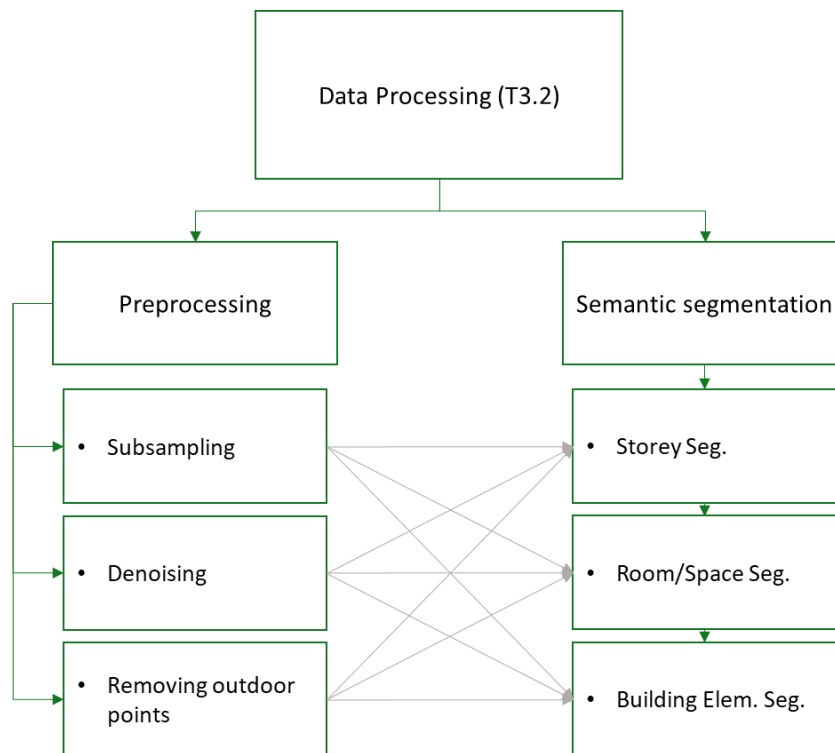 Data Processing (T3.2)
Preprocessing
Semantic segmentation
• Subsampling
• Storey Seg.
• Denoising
• Room/Space Seg.
• Removing outdoor
points
• Building Elem. Seg.